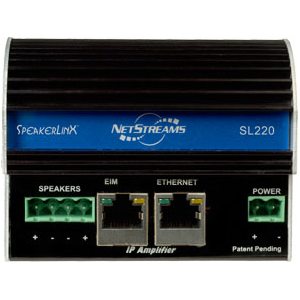 SPEAKERLINX NETSTREAMS SL220
SPEAKERS EIM ETHERNET POWER
+ - - + + -
IP Amplifier
Patent Pending